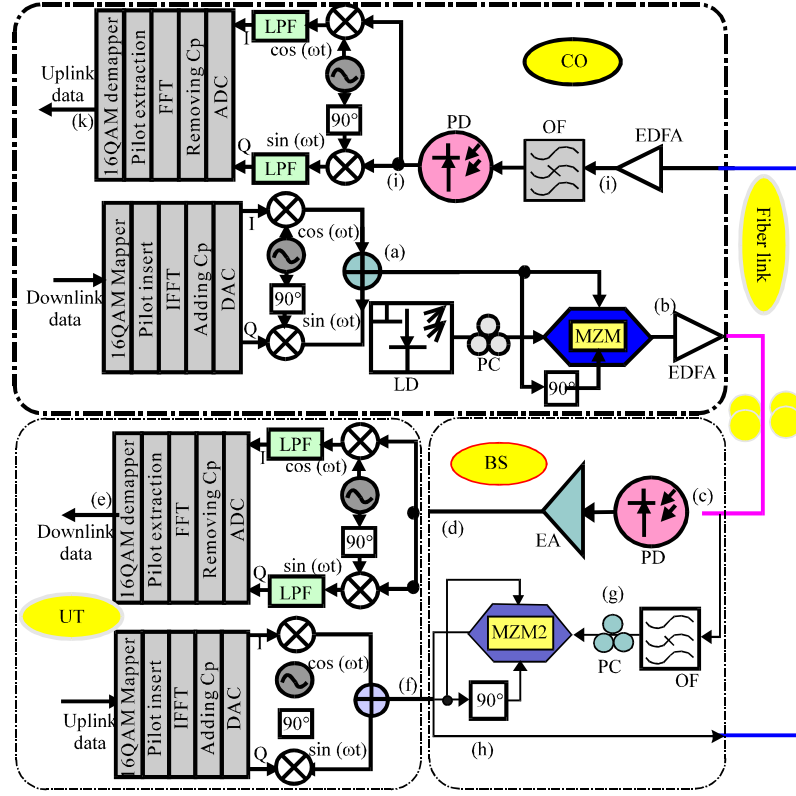 16QAM demapper
Pilot extraction
FFT
Removing Cp
ADC
I
LPF
cos (ωt)
90°
sin (ωt)
Q
LPF
Uplink
data
(k)
(i)
PD
OF
(i)
EDFA
CO
Fiber link
16QAM Mapper
Pilot insert
IFFT
Adding Cp
DAC
I
cos (ωt)
90°
sin (ωt)
Q
Downlink
data
(a)
LD
PC
MZM
90°
(b)
EDFA
16QAM demapper
Pilot extraction
FFT
Removing Cp
ADC
I
LPF
cos (ωt)
90°
sin (ωt)
Q
LPF
(e)
Downlink
data
UT
BS
(d)
EA
PD
(c)
16QAM Mapper
Pilot insert
IFFT
Adding Cp
DAC
I
cos (ωt)
90°
sin (ωt)
Q
Uplink
data
(f)
90°
MZM2
(g)
PC
OF
(h)